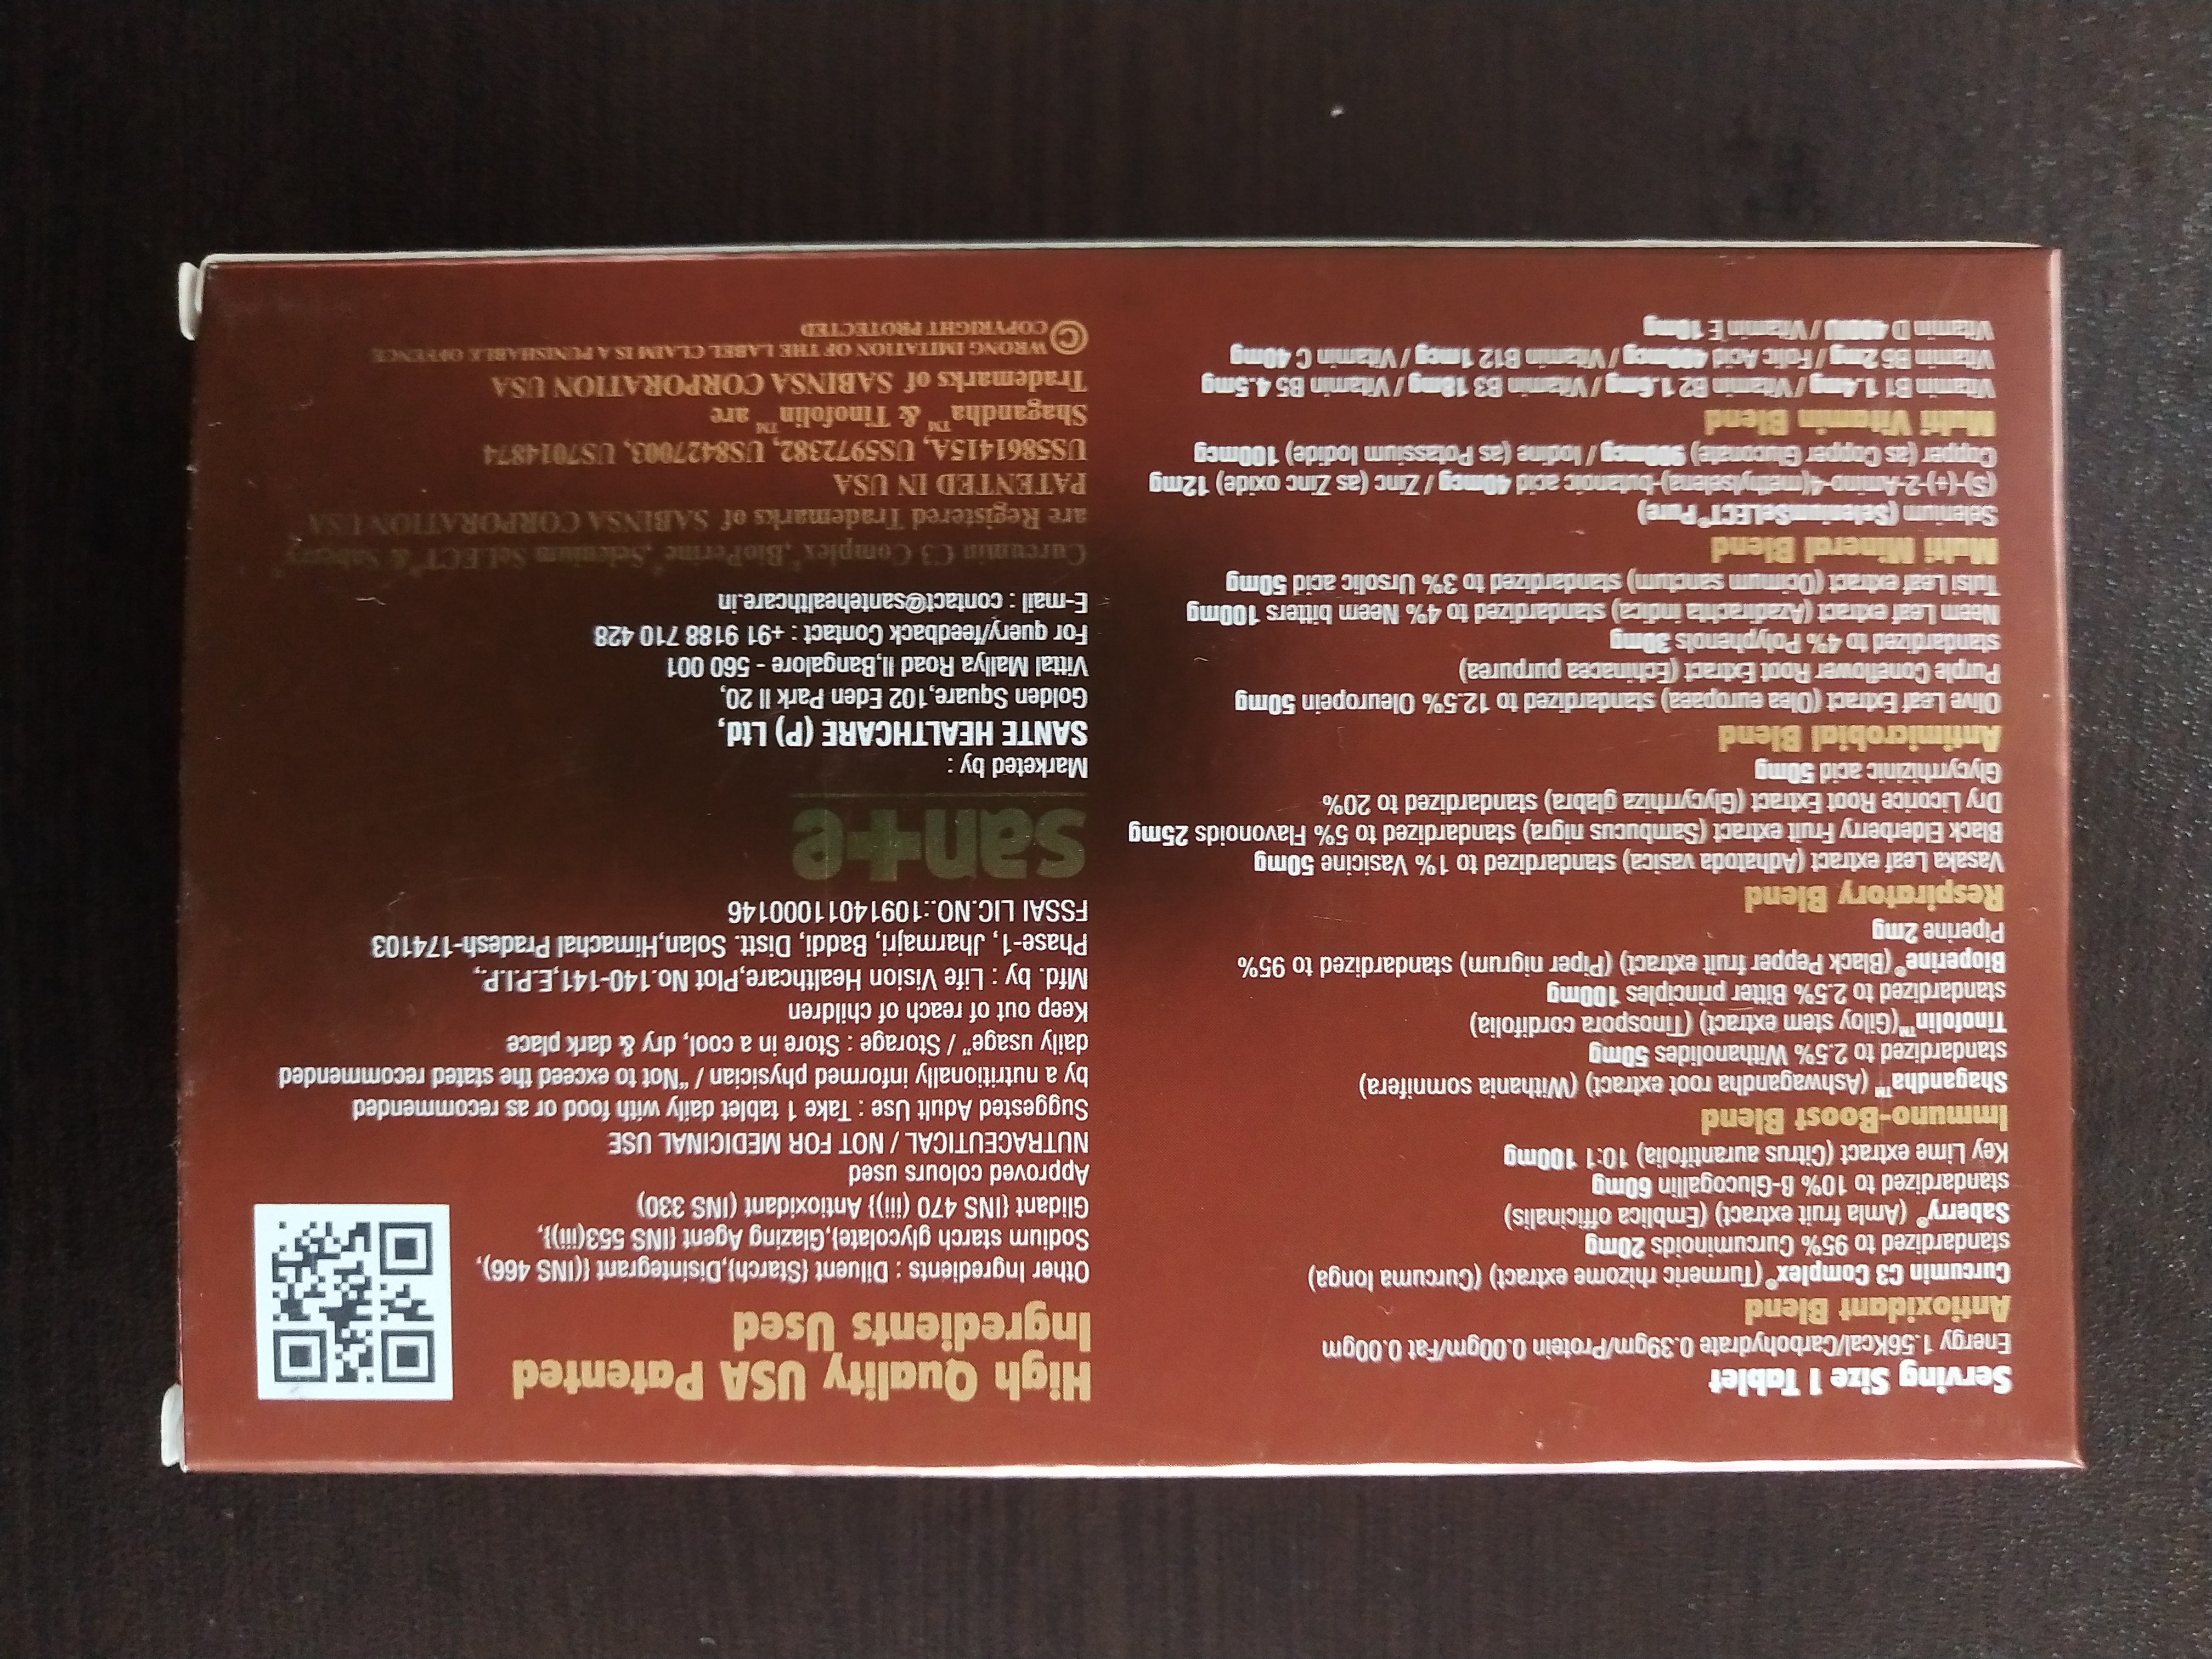 Serving Size 1 Tablet
Energy 1.56Kcal/Carbohydrate 0.39gm/Protein 0.00gm/Fat 0.00gm
Antioxidant Blend
Curcumin C3 Complex® (Turmeric rhizome extract) (Curcuma longa)
standardized to 95% Curcuminoids 20mg
Saberry® (Amla fruit extract) (Emblica officinalis)
standardized to 10% β-Glucogallin 60mg
Key Lime extract (Citrus aurantifolia) 10:1 100mg
Immuno-Boost Blend
Shagandha™ (Ashwagandha root extract) (Withania somnifera)
standardized to 2.5% Withanolides 50mg
Tinofolin™ (Giloy stem extract) (Tinospora cordifolia)
standardized to 2.5% Bitter principles 100mg
Bioperine® (Black Pepper fruit extract) (Piper nigrum) standardized to 95%
Piperine 2mg
Respiratory Blend
Vasaka Leaf extract (Adhatoda vasica) standardized to 1% Vasicine 50mg
Black Elderberry Fruit extract (Sambucus nigra) standardized to 5% Flavonoids 25mg
Dry Licorice Root Extract (Glycyrrhiza glabra) standardized to 20%
Glycyrrhizinic acid 50mg
Antimicrobial Blend
Olive Leaf Extract (Olea europaea) standardized to 12.5% Oleuropein 50mg
Purple Coneflower Root Extract (Echinacea purpurea)
standardized to 4% Polyphenols 30mg
Neem Leaf extract (Azadirachta indica) standardized to 4% Neem bitters 100mg
Tulsi Leaf extract (Ocimum sanctum) standardized to 3% Ursolic acid 50mg
Multi Mineral Blend
Selenium (SeleniumSeLECT®Pure)
(S)-(+)-2-Amino-4-(methylselena)-butanoic acid 40mcg / Zinc (as Zinc oxide) 12mg
Copper (as Copper Gluconate) 900mcg / Iodine (as Potassium Iodide) 100mcg
Multi Vitamin Blend
Vitamin B1 1.4mg / Vitamin B2 1.6mg / Vitamin B3 18mg / Vitamin B5 4.5mg
Vitamin B6 2mg / Folic Acid 400mcg / Vitamin B12 1mcg / Vitamin C 40mg
Vitamin D 400IU / Vitamin E 10mg
High Quality USA Patented
Ingredients Used
Other Ingredients : Diluent {Starch},Disintegrant {(INS 466),
Sodium starch glycolate},Glazing Agent {INS 553(iii)},
Glidant {INS 470 (iii)} Antioxidant (INS 330)
Approved colours used
NUTRACEUTICAL / NOT FOR MEDICINAL USE
Suggested Adult Use : Take 1 tablet daily with food or as recommended
by a nutritionally informed physician / "Not to exceed the stated recommended
daily usage" / Storage : Store in a cool, dry & dark place
Keep out of reach of children
Mfd. by : Life Vision Healthcare,Plot No.140-141,E.P.I.P.,
Phase-1, Jharmajri, Baddi, Distt. Solan,Himachal Pradesh-174103
FSSAI LIC.NO.:10914011000146
san+e
Marketed by :
SANTE HEALTHCARE (P) Ltd,
Golden Square,102 Eden Park II 20,
Vittal Mallya Road II,Bangalore - 560 001
For query/feedback Contact : +91 9188 710 428
E-mail : contact@santehealthcare.in
Curcumin C3 Complex®,BioPerine®,Selenium SeLECT®& Saberry®
are Registered Trademarks of SABINSA CORPORATION USA
PATENTED IN USA
US5861415A, US5972382, US8427003, US7014874
Shagandha™ & Tinofolin™ are
Trademarks of SABINSA CORPORATION USA
© WRONG IMITATION OF THE LABEL CLAIM IS A PUNISHABLE OFFENCE
COPYRIGHT PROTECTED